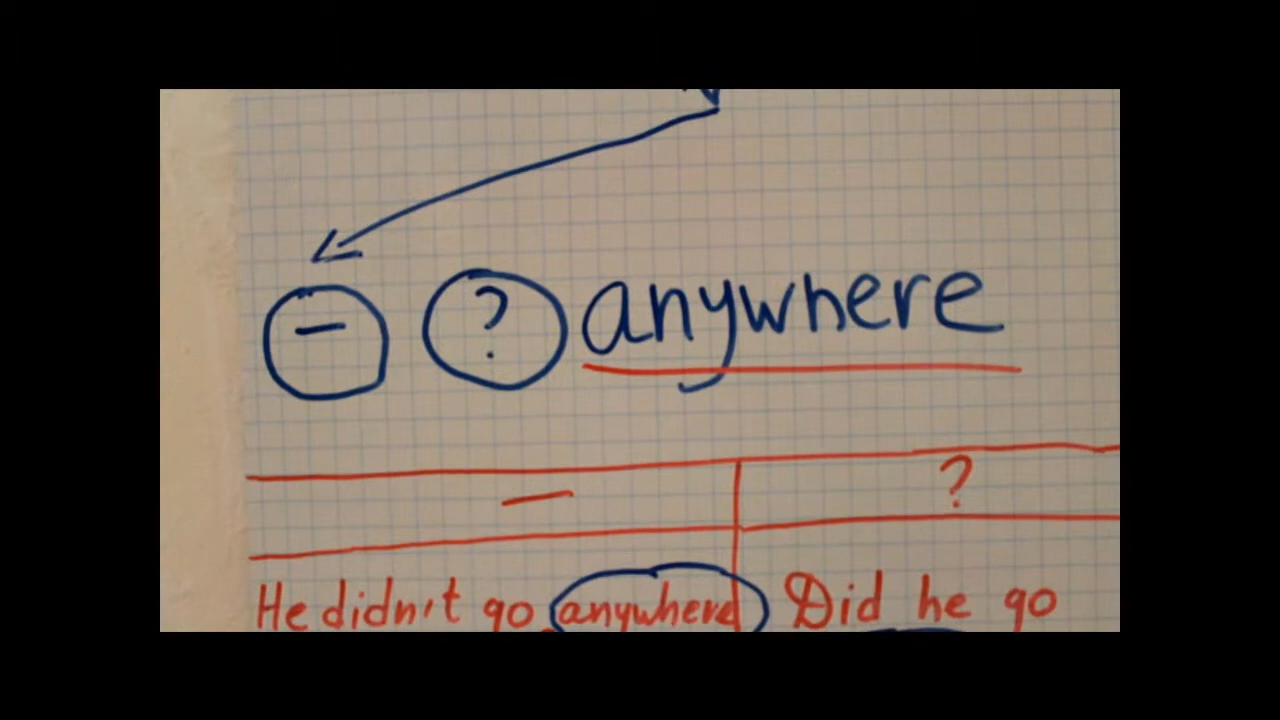 − ? anywhere
− ?
He didn't go anywhere Did he go